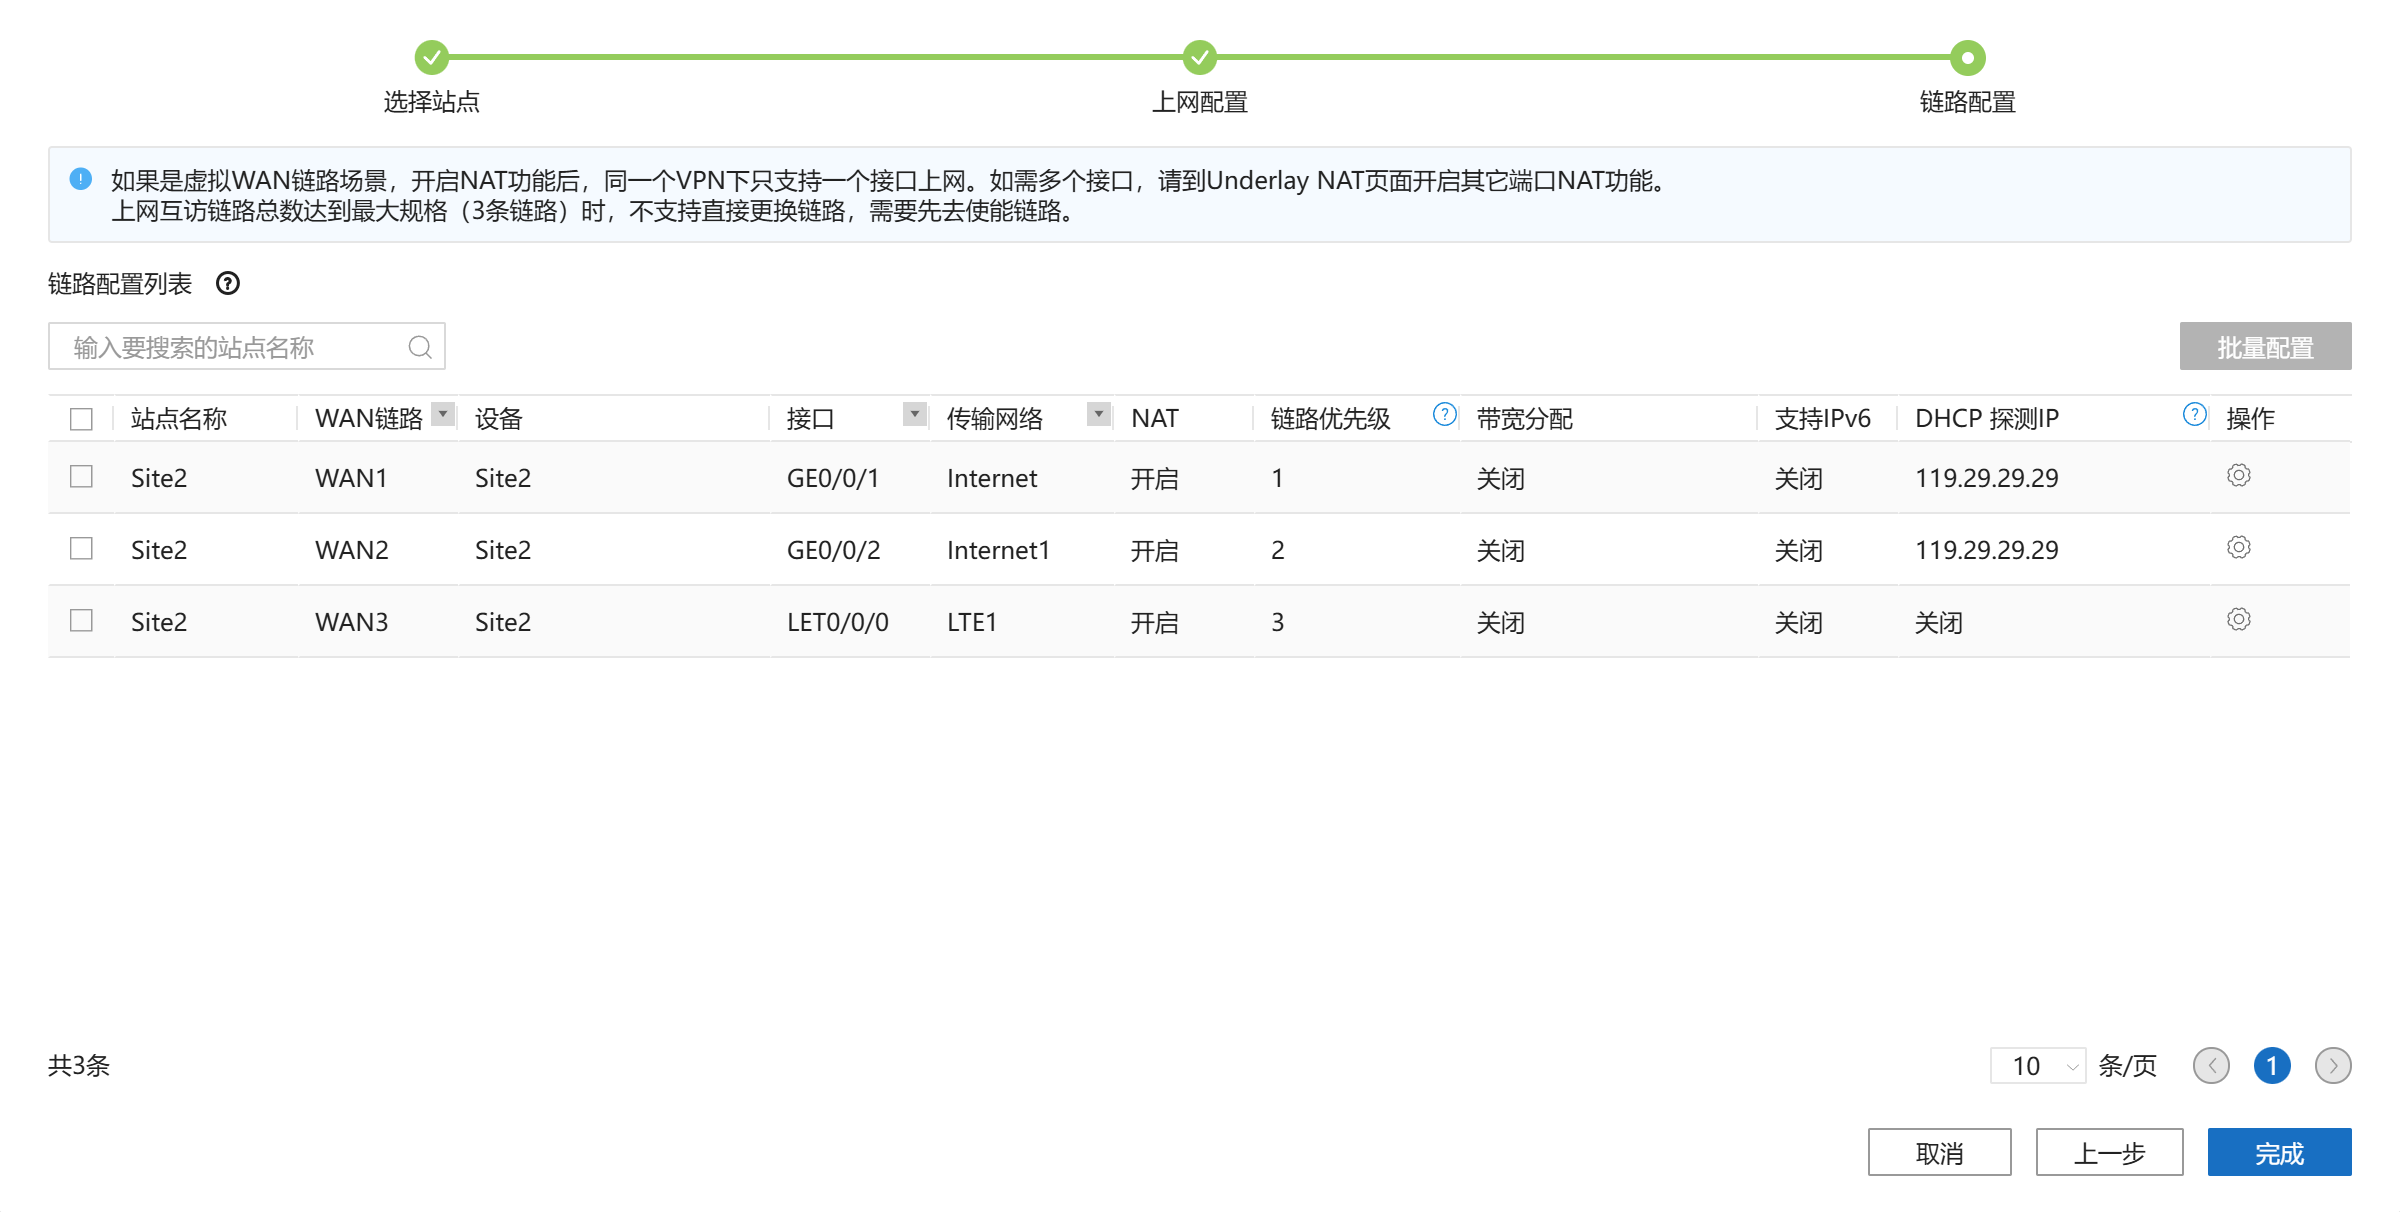 选择站点 上网配置 链路配置
如果是虚拟WAN链路场景，开启NAT功能后，同一个VPN下只支持一个接口上网。如需多个接口，请到Underlay NAT页面开启其它端口NAT功能。
上网互访链路总数达到最大规格（3条链路）时，不支持直接更换链路，需要先去使能链路。
链路配置列表
输入要搜索的站点名称 批量配置
站点名称 WAN链路 设备 接口 传输网络 NAT 链路优先级 带宽分配 支持IPv6 DHCP 探测IP 操作
Site2 WAN1 Site2 GE0/0/1 Internet 开启 1 关闭 关闭 119.29.29.29
Site2 WAN2 Site2 GE0/0/2 Internet1 开启 2 关闭 关闭 119.29.29.29
Site2 WAN3 Site2 LET0/0/0 LTE1 开启 3 关闭 关闭 关闭
共3条 10 条/页 1
取消 上一步 完成